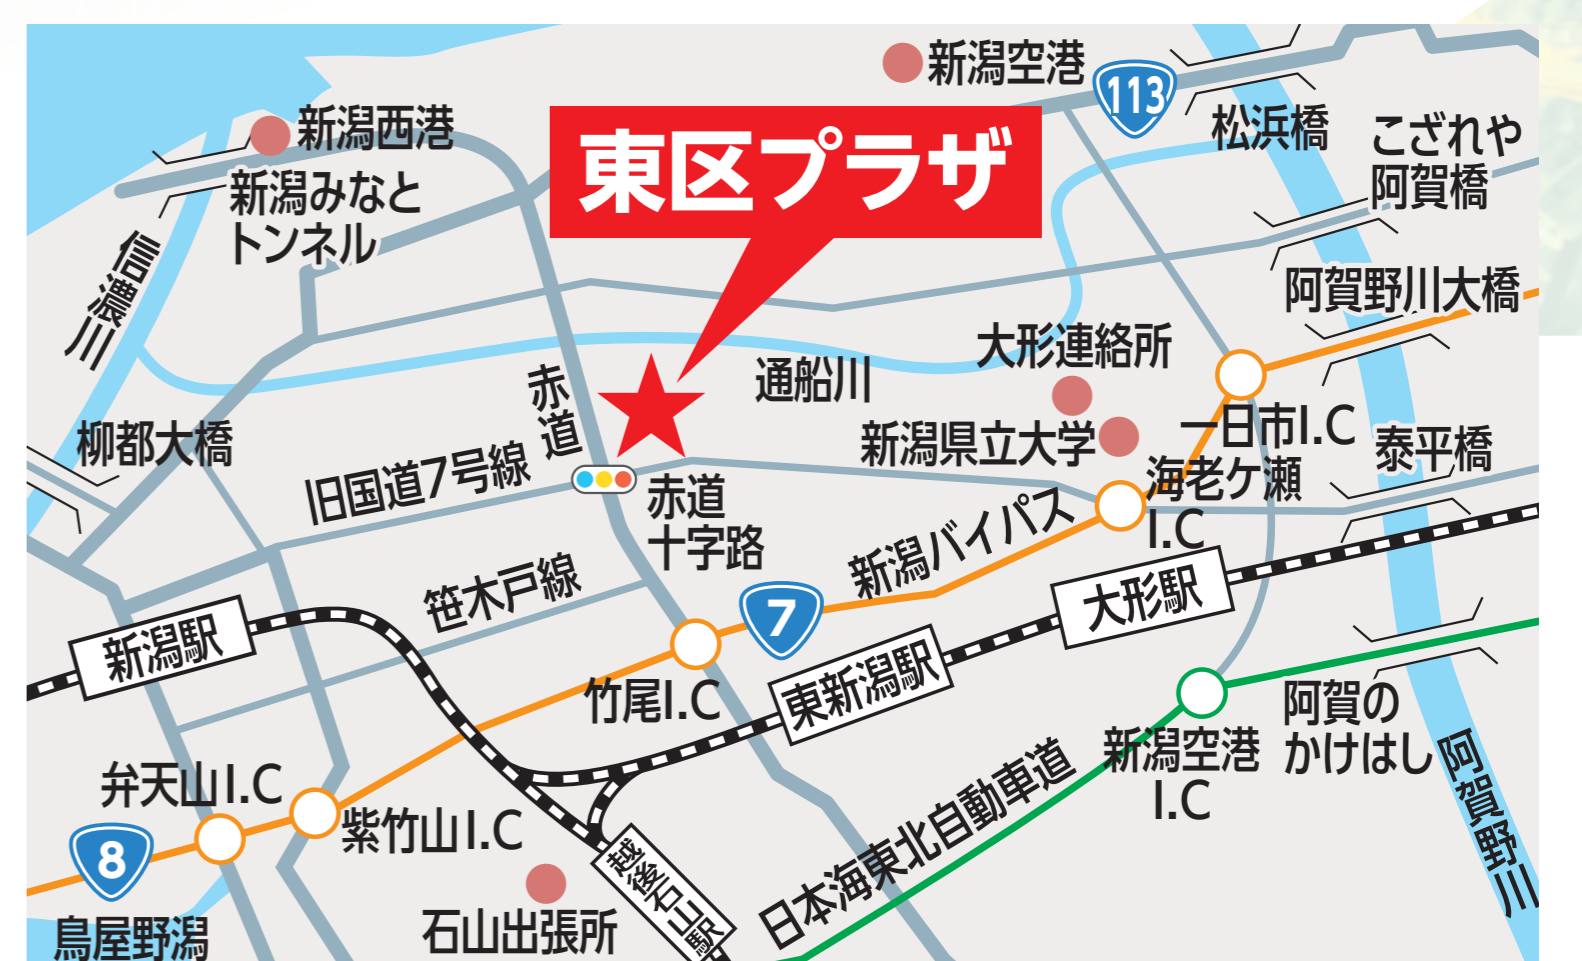 新潟空港
113
新潟西港
東区プラザ
松浜橋
こざれや
阿賀橋
新潟みなと
トンネル
信濃川
阿賀野川大橋
大形連絡所
通船川
赤道
一日市I.C
新潟県立大学
柳都大橋
泰平橋
旧国道7号線
海老ケ瀬
I.C
赤道
十字路
新潟バイパス
笹木戸線
7
大形駅
新潟駅
東新潟駅
竹尾I.C
阿賀の
かけはし
新潟空港
I.C
阿賀野川
弁天山I.C
紫竹山I.C
8
日本海東北自動車道
越後石山駅
石山出張所
鳥屋野潟